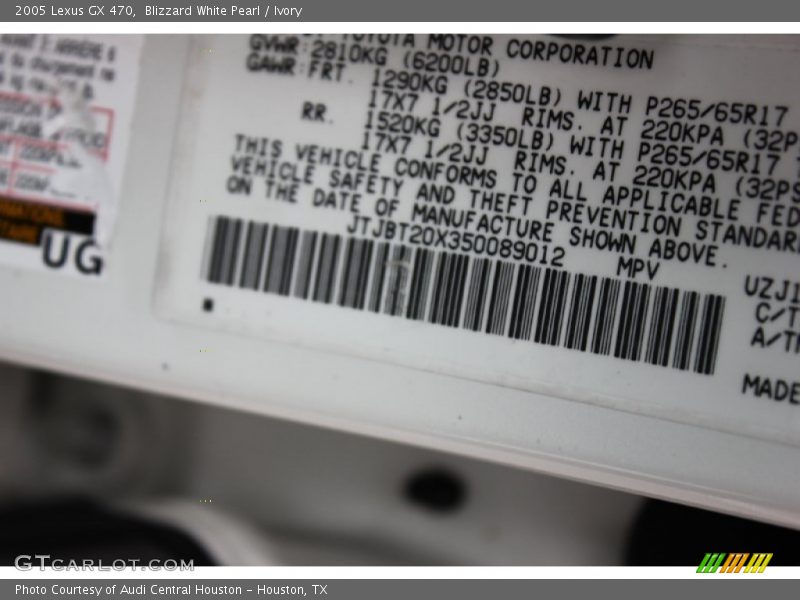 2005 Lexus GX 470, Blizzard White Pearl / Ivory
TOYOTA MOTOR CORPORATION
GVWR: 2810KG (6200LB)
GAWR: FRT. 1290KG (2850LB) WITH P265/65R17
17X7 1/2JJ RIMS. AT 220KPA (32P
RR. 1520KG (3350LB) WITH P265/65R17
17X7 1/2JJ RIMS. AT 220KPA (32PS
THIS VEHICLE CONFORMS TO ALL APPLICABLE FED
VEHICLE SAFETY AND THEFT PREVENTION STANDAR
ON THE DATE OF MANUFACTURE SHOWN ABOVE.
JTJBT20X350089012 MPV
UG
UZJ1
C/T
A/T
MADE
GTCARLOT.COM
Photo Courtesy of Audi Central Houston - Houston, TX